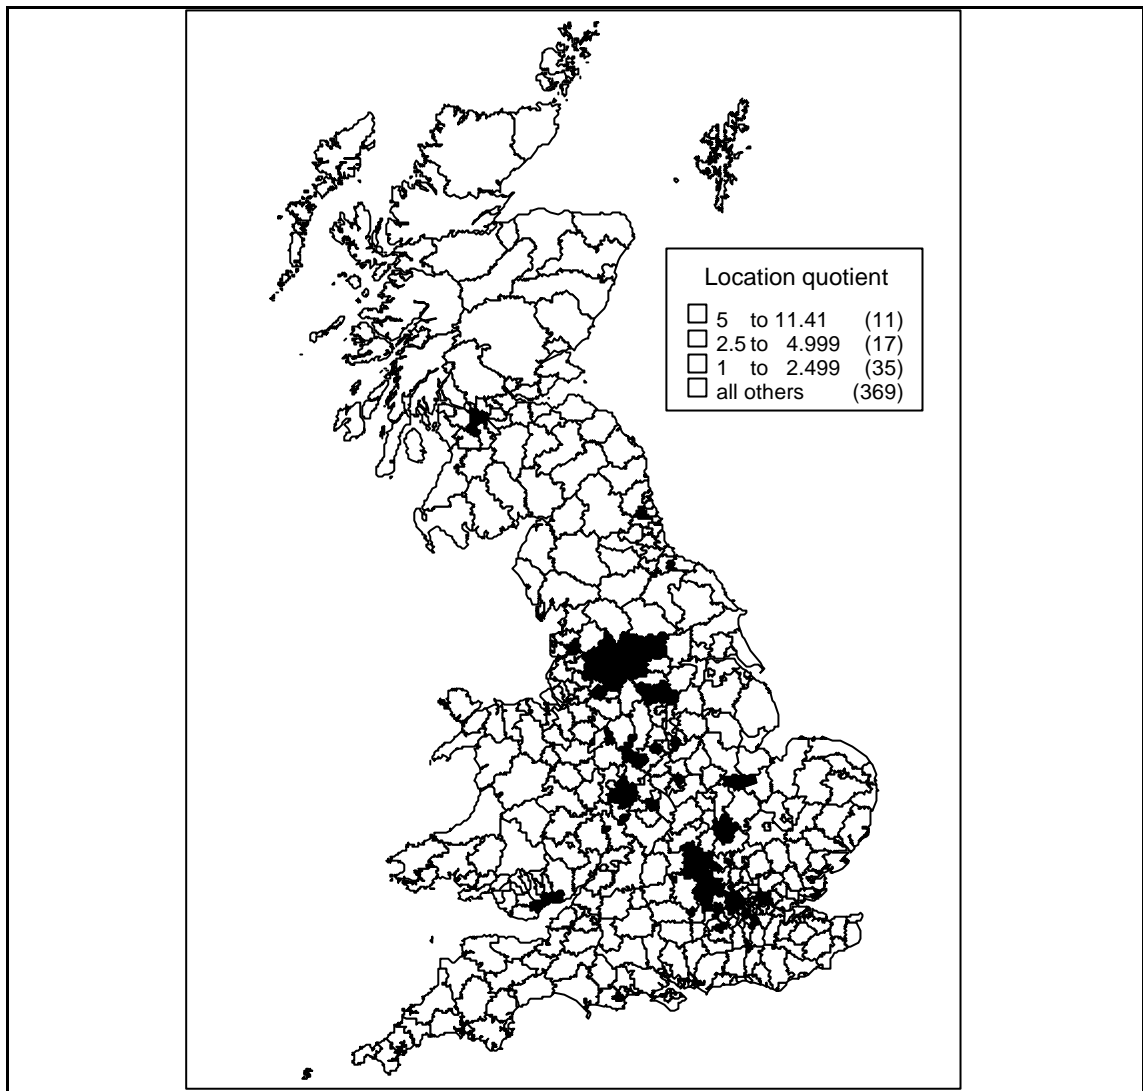 Location quotient
5 to 11.41 (11)
2.5 to 4.999 (17)
1 to 2.499 (35)
all others (369)